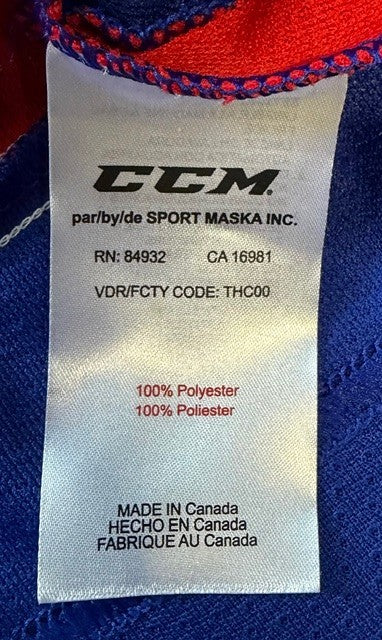 CCM
par/by/de SPORT MASKA INC.
RN: 84932 CA 16981
VDR/FCTY CODE: THC00
100% Polyester
100% Poliester
MADE IN Canada
HECHO EN Canada
FABRIQUE AU Canada